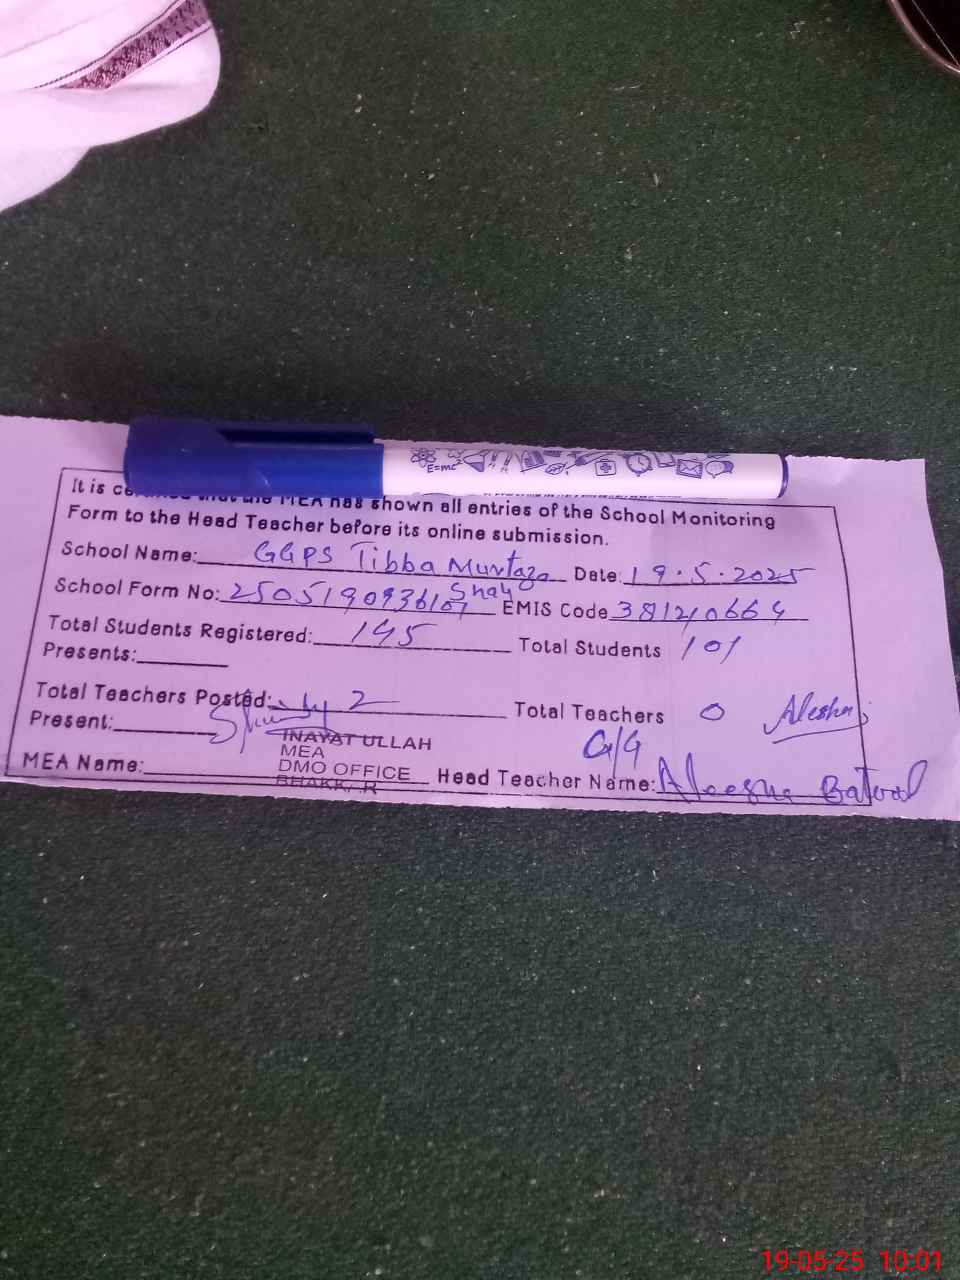 E=mc²
It is that the MEA has shown all entries of the School Monitoring
Form to the Head Teacher before its online submission.
School Name: GGPS Tibba Murtaza Shah Date: 19.5.2025
School Form No: EMIS Code
Total Students Registered: 145 Total Students 101
Presents:
Total Teachers Posted: 2 Total Teachers 0
Present:
INAYAT ULLAH
MEA
DMO OFFICE
BHAKKAR
G/G
MEA Name: Head Teacher Name: Aleesha Batool
19-05-25 10:01